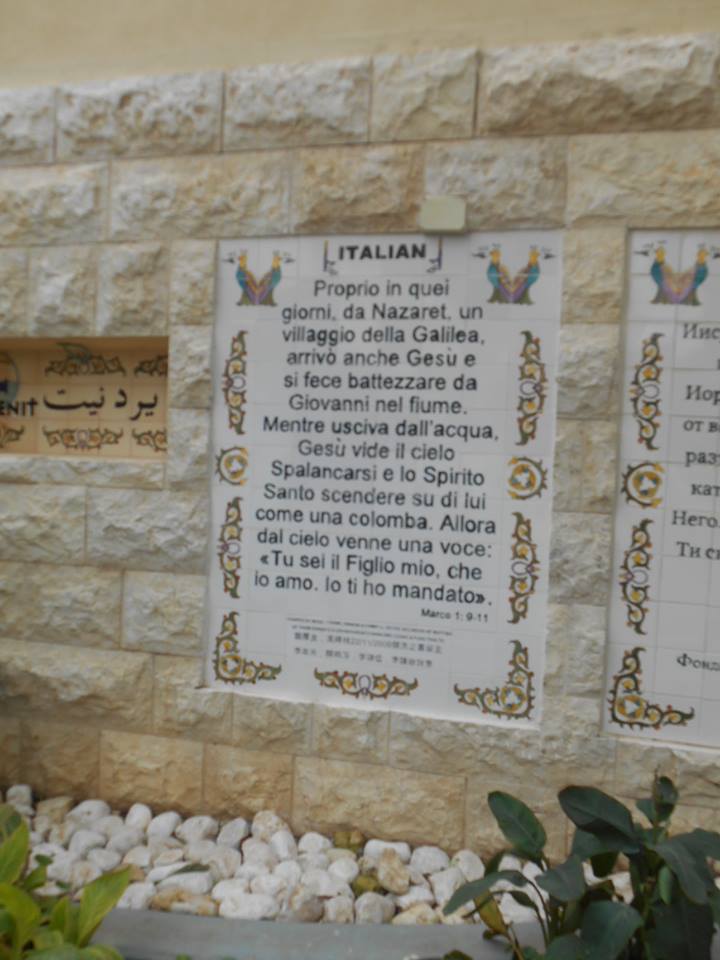 ITALIAN
Proprio in quei
giorni, da Nazaret, un
villaggio della Galilea,
arrivò anche Gesù e
si fece battezzare da
Giovanni nel fiume.
Mentre usciva dall'acqua,
Gesù vide il cielo
Spalancarsi e lo Spirito
Santo scendere su di lui
come una colomba. Allora
dal cielo venne una voce:
«Tu sei il Figlio mio, che
io amo. Io ti ho mandato».
Marco 1: 9-11
ENIT يردنيت
Иис
Иор
от в
раз
кат
Него.
Ти с